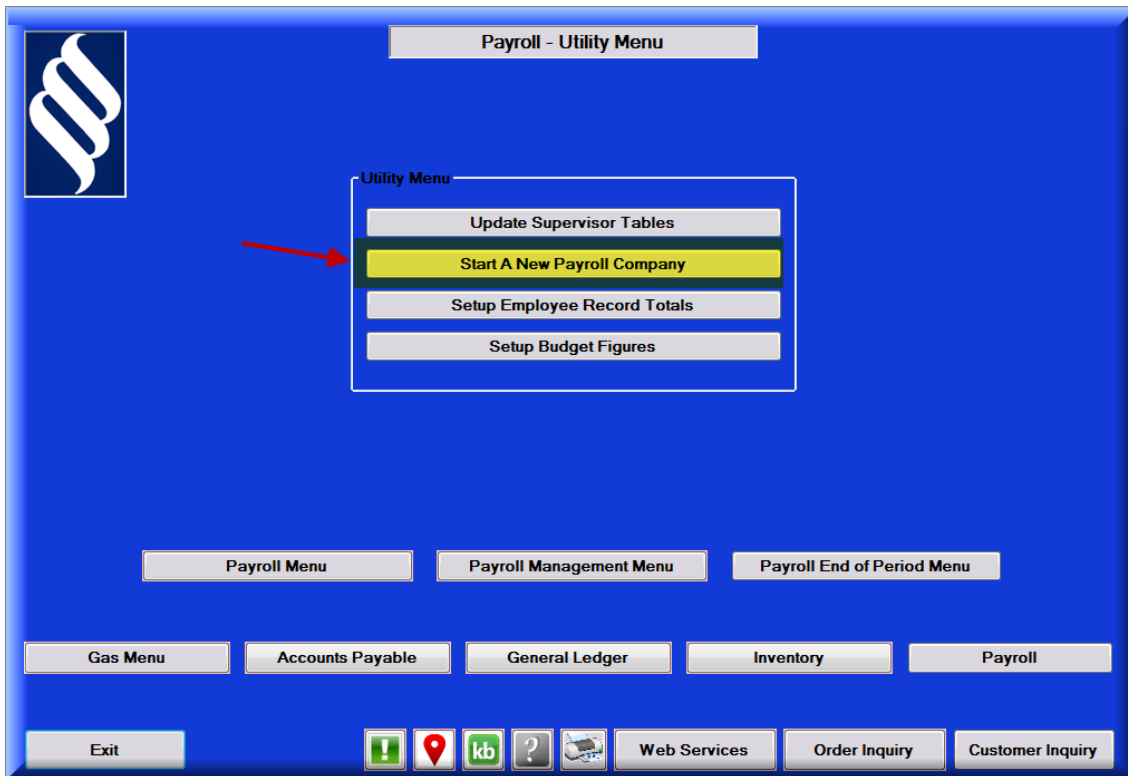 Payroll - Utility Menu
Utility Menu
Update Supervisor Tables
Start A New Payroll Company
Setup Employee Record Totals
Setup Budget Figures
Payroll Menu
Payroll Management Menu
Payroll End of Period Menu
Gas Menu
Accounts Payable
General Ledger
Inventory
Payroll
Exit
!
kb
?
Web Services
Order Inquiry
Customer Inquiry